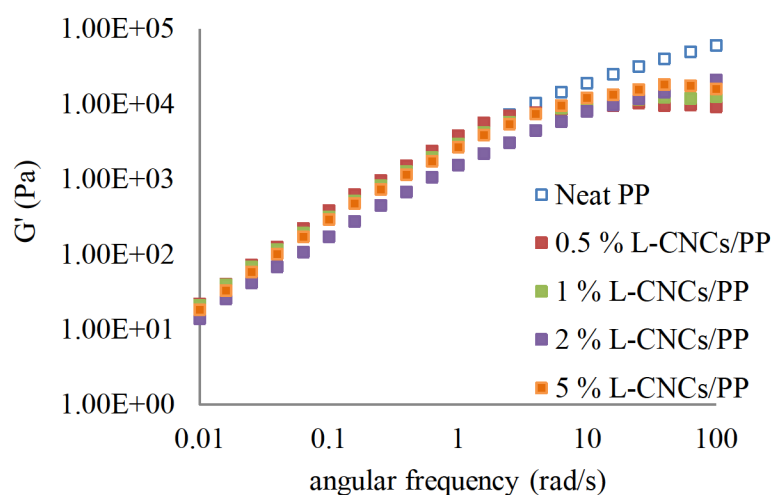 1.00E+05
1.00E+04
1.00E+03
1.00E+02
1.00E+01
1.00E+00
G' (Pa)
Neat PP
0.5 % L-CNCs/PP
1 % L-CNCs/PP
2 % L-CNCs/PP
5 % L-CNCs/PP
0.01 0.1 1 10 100
angular frequency (rad/s)